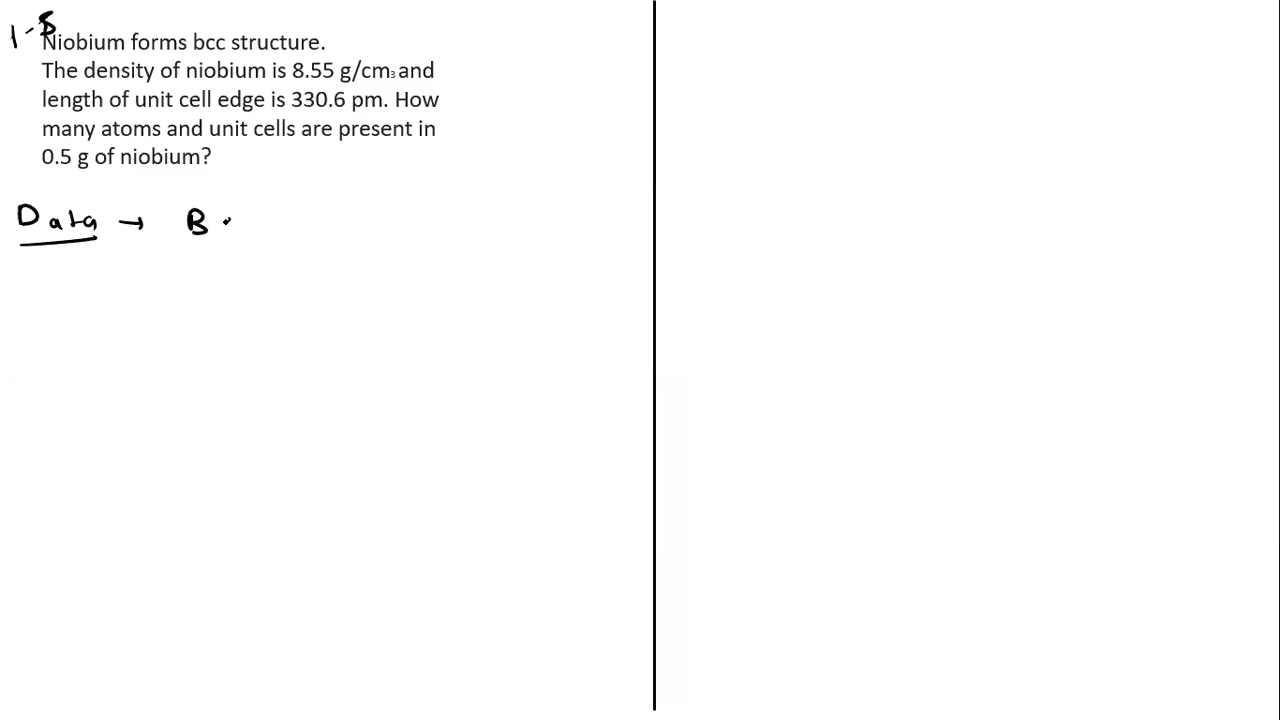 1-5
Niobium forms bcc structure.
The density of niobium is 8.55 g/cm3 and
length of unit cell edge is 330.6 pm. How
many atoms and unit cells are present in
0.5 g of niobium?
Data → B .